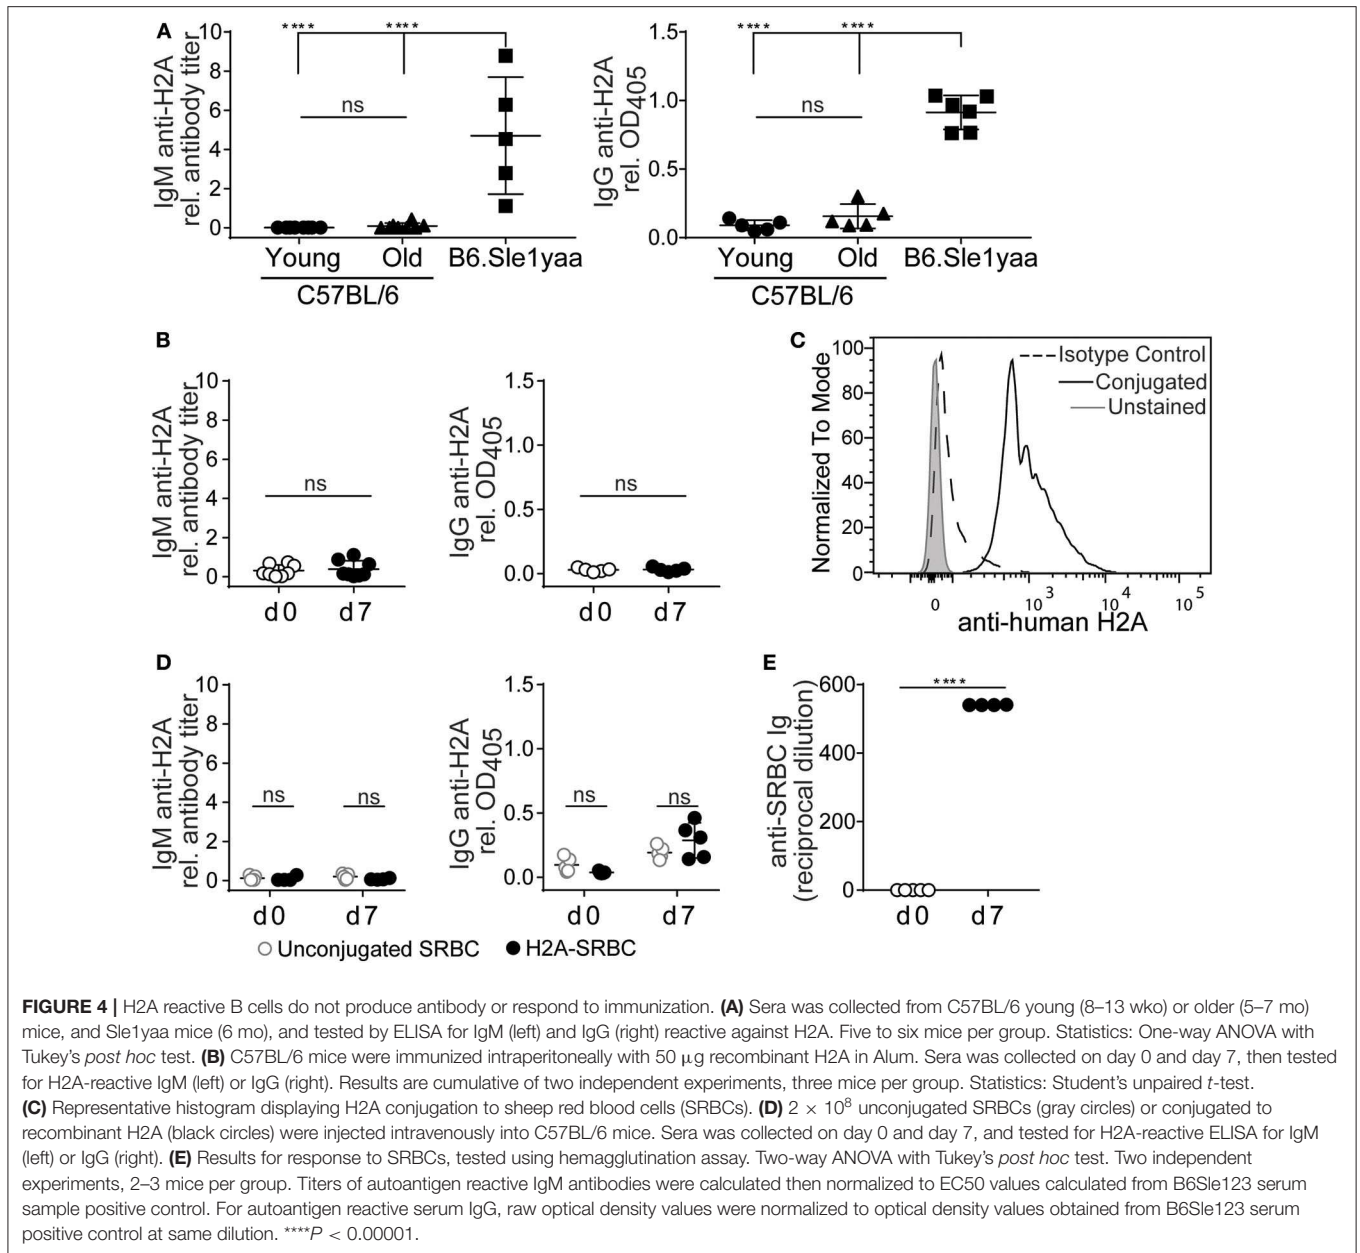 A
IgM anti-H2A
rel. antibody titer
10
8
6
4
2
0
****
****
ns
Young
Old
B6.Sle1yaa
C57BL/6
IgG anti-H2A
rel. OD405
1.5
1.0
0.5
0.0
****
****
ns
Young
Old
B6.Sle1yaa
C57BL/6
B
IgM anti-H2A
rel. antibody titer
10
8
6
4
2
0
ns
d0
d7
IgG anti-H2A
rel. OD405
1.5
1.0
0.5
0.0
ns
d0
d7
C
Normalized To Mode
100
80
60
40
20
0
Isotype Control
Conjugated
Unstained
0
10³
10⁴
10⁵
anti-human H2A
D
IgM anti-H2A
rel. antibody titer
10
8
6
4
2
0
ns
ns
d0
d7
IgG anti-H2A
rel. OD405
1.5
1.0
0.5
0.0
ns
ns
d0
d7
Unconjugated SRBC
H2A-SRBC
E
anti-SRBC Ig
(reciprocal dilution)
600
400
200
0
****
d0
d7
FIGURE 4 | H2A reactive B cells do not produce antibody or respond to immunization. (A) Sera was collected from C57BL/6 young (8–13 wko) or older (5–7 mo)
mice, and Sle1yaa mice (6 mo), and tested by ELISA for IgM (left) and IgG (right) reactive against H2A. Five to six mice per group. Statistics: One-way ANOVA with
Tukey's post hoc test. (B) C57BL/6 mice were immunized intraperitoneally with 50 μg recombinant H2A in Alum. Sera was collected on day 0 and day 7, then tested
for H2A-reactive IgM (left) or IgG (right). Results are cumulative of two independent experiments, three mice per group. Statistics: Student's unpaired t-test.
(C) Representative histogram displaying H2A conjugation to sheep red blood cells (SRBCs). (D) 2 × 10⁸ unconjugated SRBCs (gray circles) or conjugated to
recombinant H2A (black circles) were injected intravenously into C57BL/6 mice. Sera was collected on day 0 and day 7, and tested for H2A-reactive ELISA for IgM
(left) or IgG (right). (E) Results for response to SRBCs, tested using hemagglutination assay. Two-way ANOVA with Tukey's post hoc test. Two independent
experiments, 2–3 mice per group. Titers of autoantigen reactive IgM antibodies were calculated then normalized to EC50 values calculated from B6Sle123 serum
sample positive control. For autoantigen reactive serum IgG, raw optical density values were normalized to optical density values obtained from B6Sle123 serum
positive control at same dilution. ****P < 0.00001.